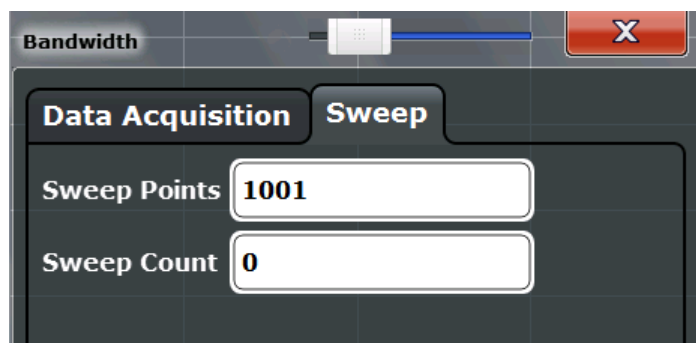 Bandwidth X
Data Acquisition Sweep
Sweep Points 1001
Sweep Count 0